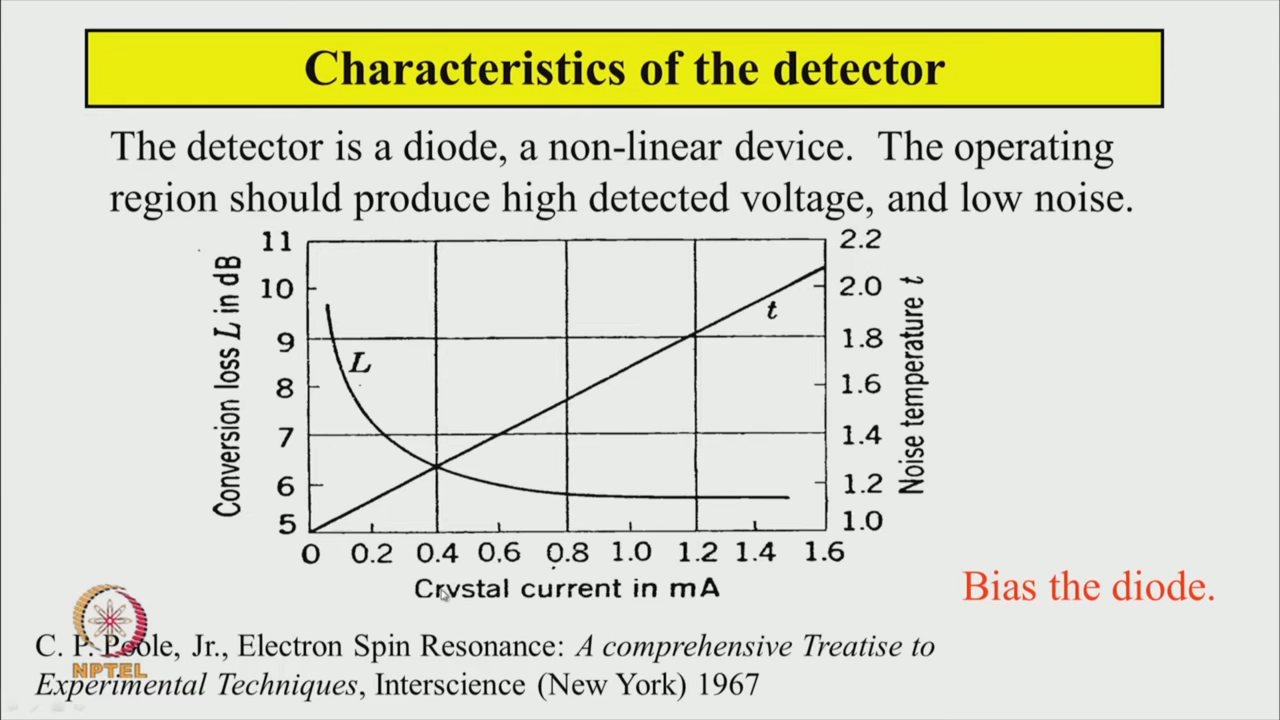 Characteristics of the detector
The detector is a diode, a non-linear device. The operating
region should produce high detected voltage, and low noise.
Conversion loss L in dB
11
10
9
8
7
6
5
L
t
2.2
2.0
1.8
1.6
1.4
1.2
1.0
Noise temperature t
0 0.2 0.4 0.6 0.8 1.0 1.2 1.4 1.6
Crystal current in mA
Bias the diode.
C. P. Poole, Jr., Electron Spin Resonance: A comprehensive Treatise to
Experimental Techniques, Interscience (New York) 1967
NPTEL